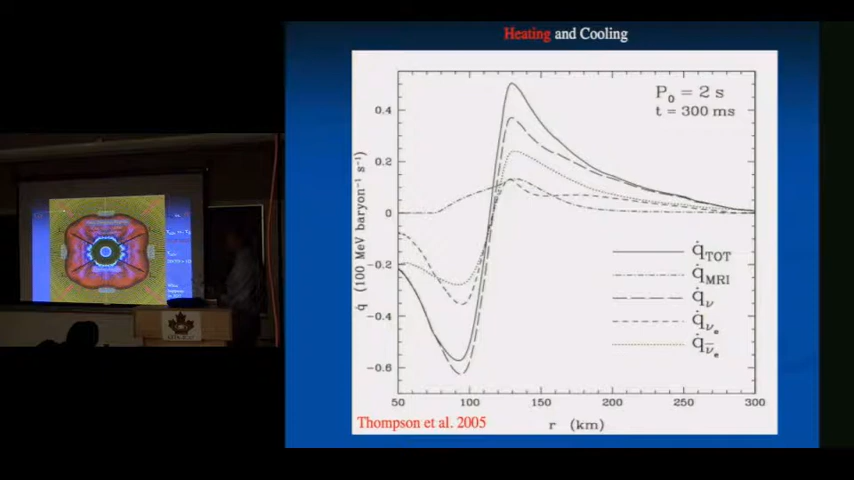 Heating and Cooling
P₀ = 2 s
t = 300 ms
0.4
0.2
0
-0.2
-0.4
-0.6
q̇ (100 MeV baryon⁻¹ s⁻¹)
q̇TOT
q̇MRI
q̇ν
q̇νₑ
q̇ν̄ₑ
50 100 150 200 250 300
Thompson et al. 2005
r (km)